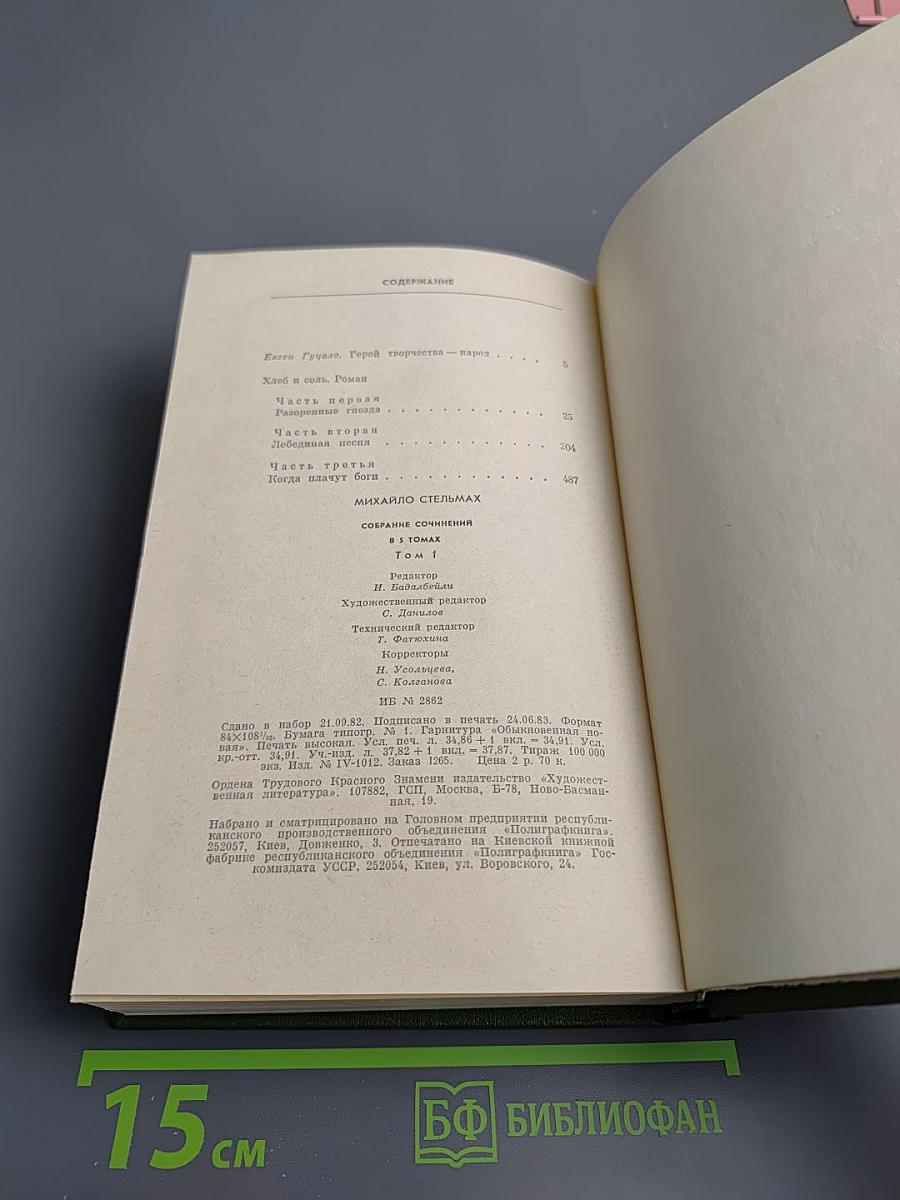 СОДЕРЖАНИЕ
Евген Гуцало. Герой творчества — народ . . . . 5
Хлеб и соль. Роман
Часть первая
Разоренные гнезда . . . . . . . . . . . . 25
Часть вторая
Лебединая песня . . . . . . . . . . . . 204
Часть третья
Когда плачут боги . . . . . . . . . . . . 487
МИХАЙЛО СТЕЛЬМАХ
СОБРАНИЕ СОЧИНЕНИЙ
В 5 ТОМАХ
Том 1
Редактор
И. Бадалбейли
Художественный редактор
С. Данилов
Технический редактор
Т. Фатюхина
Корректоры
Н. Усольцева,
С. Колганова
ИБ № 2862
Сдано в набор 21.09.82. Подписано в печать 24.06.83. Формат
84×108¹/₃₂. Бумага типогр. № 1. Гарнитура «Обыкновенная но-
вая». Печать высокая. Усл. печ. л. 34,86 + 1 вкл. = 34,91. Усл.
кр.-отт. 34,91. Уч.-изд. л. 37,82 + 1 вкл. = 37,87. Тираж 100 000
экз. Изд. № IV-1012. Заказ 1265. Цена 2 р. 70 к.
Ордена Трудового Красного Знамени издательство «Художест-
венная литература». 107882, ГСП, Москва, Б-78, Ново-Басман-
ная, 19.
Набрано и сматрицировано на Головном предприятии республи-
канского производственного объединения «Полиграфкнига».
252057, Киев, Довженко, 3. Отпечатано на Киевской книжной
фабрике республиканского объединения «Полиграфкнига» Гос-
комиздата УССР. 252054, Киев, ул. Воровского, 24.
15 см
БФ БИБЛИОФАН